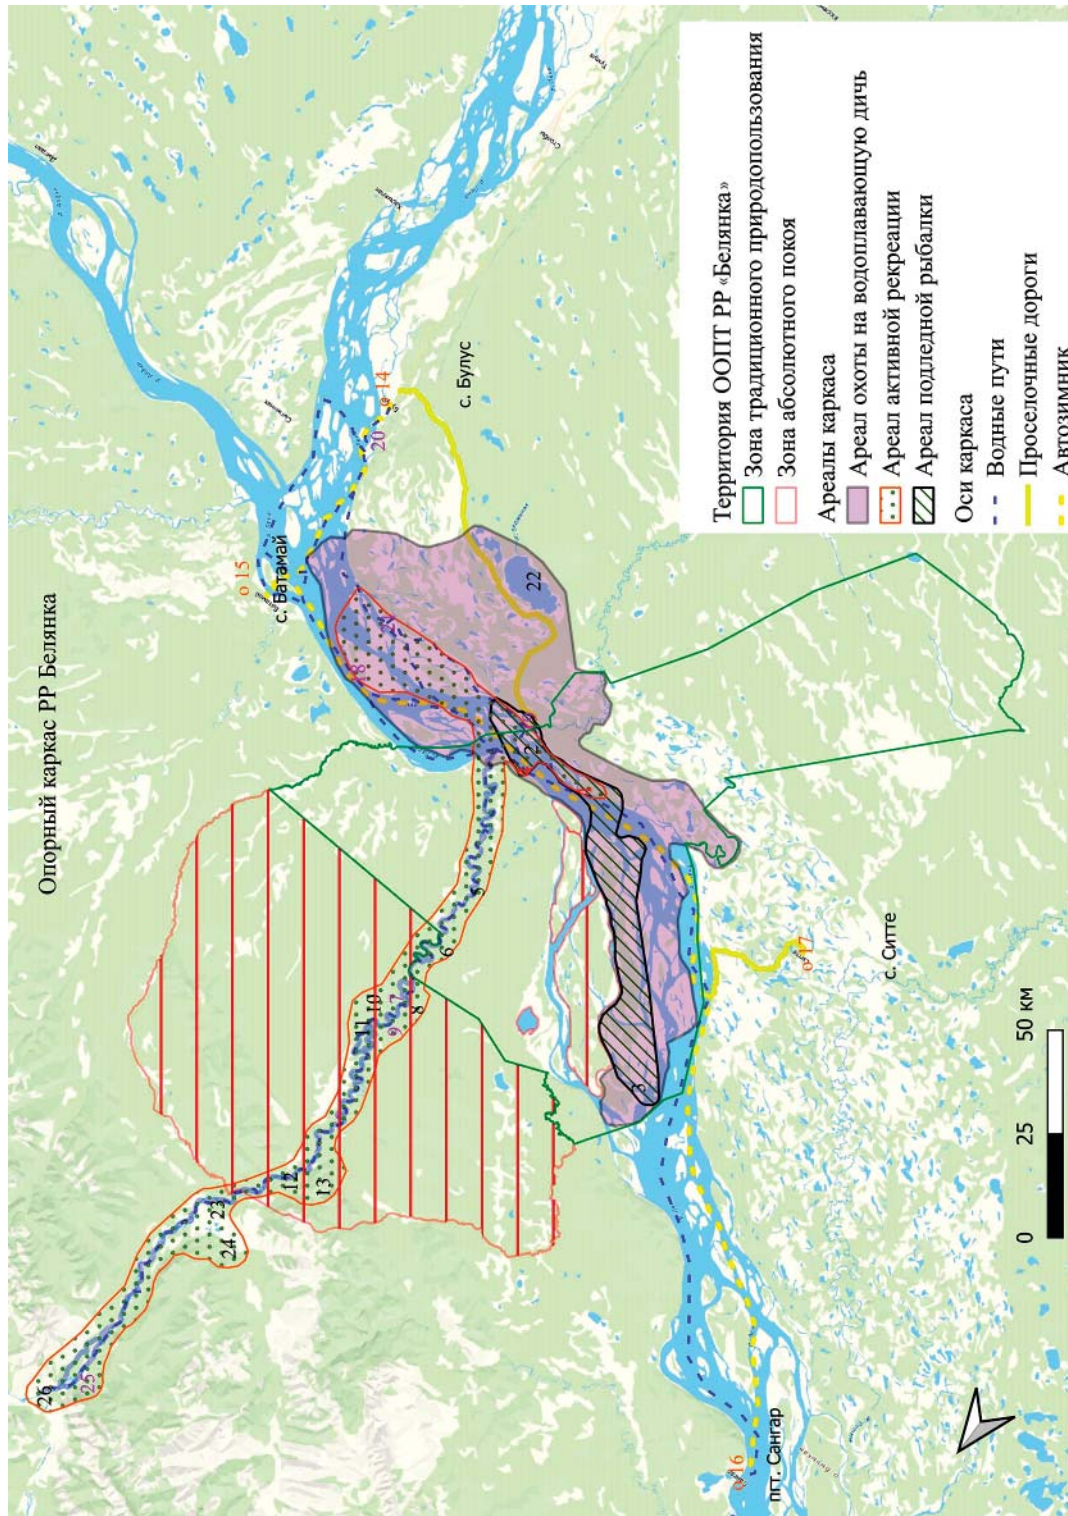 Опорный каркас РР Белянка
26
25
24
23
13
12
11
10
9
7
8
6
5
3
2
8
22
20
о 14
о 15
о 16
о 17
с. Батамай
с. Булус
с. Ситте
пгт. Сангар
0
25
50 км
Территория ООПТ РР «Белянка»
Зона традиционного природопользования
Зона абсолютного покоя
Ареалы каркаса
Ареал охоты на водоплавающую дичь
Ареал активной рекреации
Ареал подледной рыбалки
Оси каркаса
Водные пути
Проселочные дороги
Автозимник